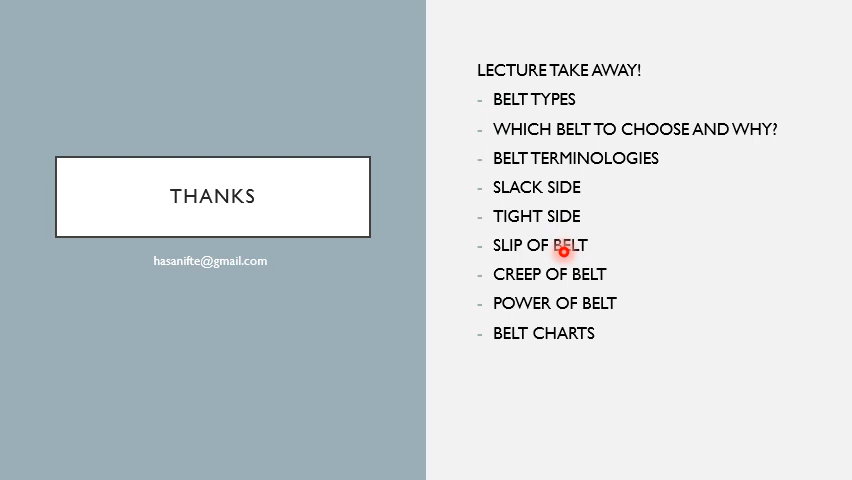 THANKS
hasanifte@gmail.com
LECTURE TAKE AWAY!
- BELT TYPES
- WHICH BELT TO CHOOSE AND WHY?
- BELT TERMINOLOGIES
- SLACK SIDE
- TIGHT SIDE
- SLIP OF BELT
- CREEP OF BELT
- POWER OF BELT
- BELT CHARTS